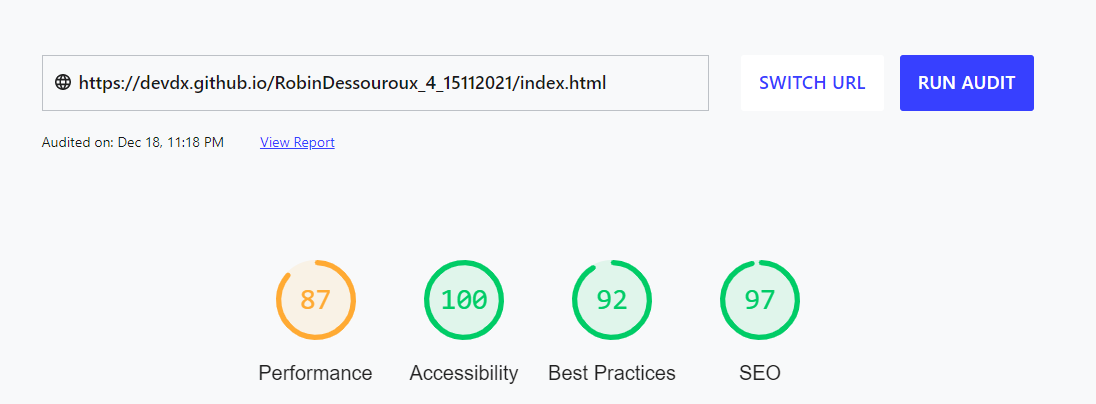 https://devdx.github.io/RobinDessouroux_4_15112021/index.html
SWITCH URL
RUN AUDIT
Audited on: Dec 18, 11:18 PM
View Report
87
100
92
97
Performance
Accessibility
Best Practices
SEO